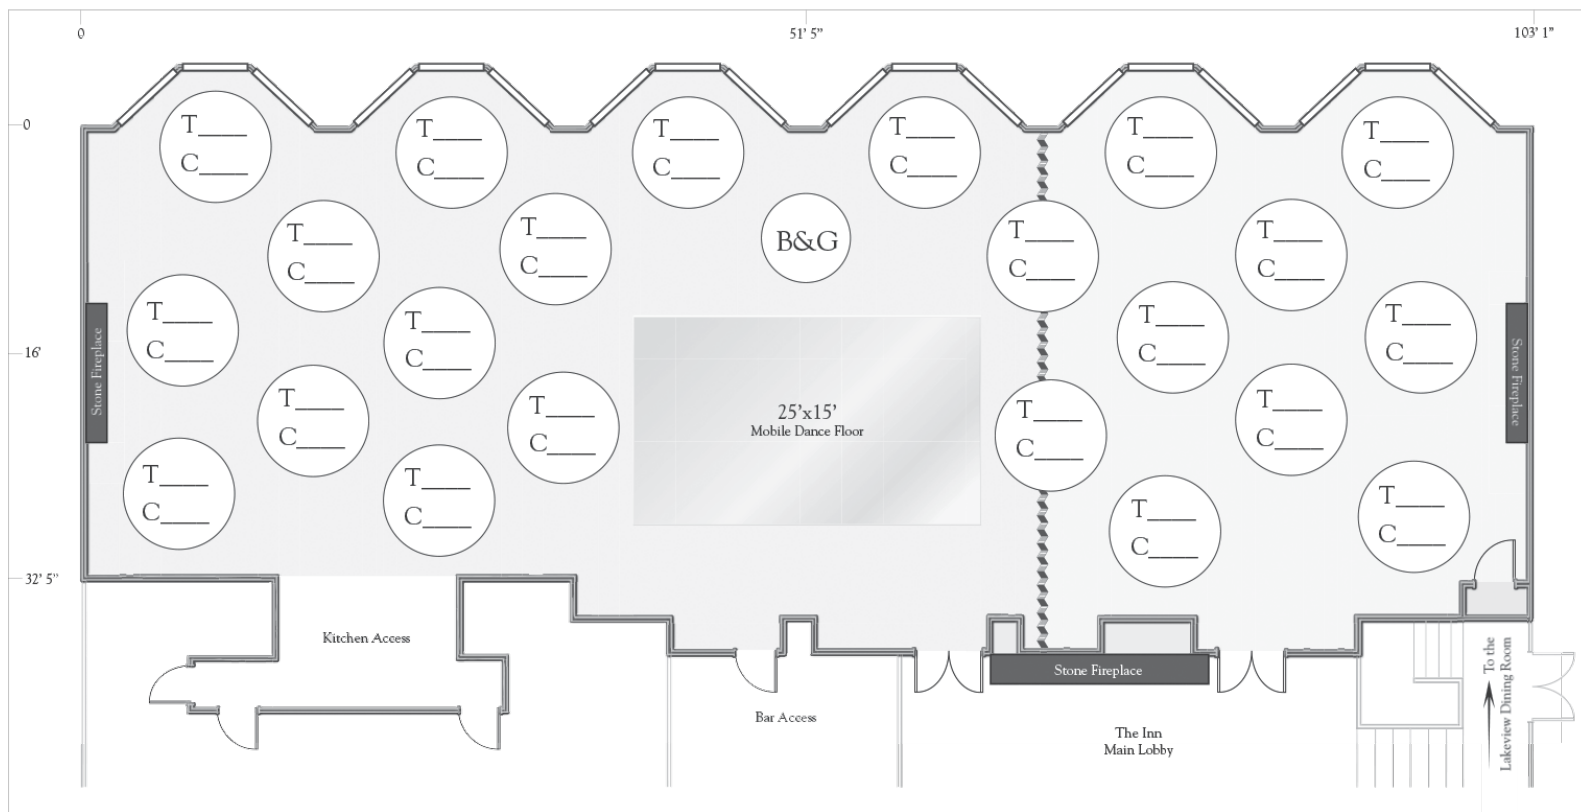 0
51' 5"
103' 1"
0
16'
32' 5"
T____
C____
T____
C____
T____
C____
T____
C____
T____
C____
T____
C____
T____
C____
T____
C____
B&G
T____
C____
T____
C____
T____
C____
T____
C____
T____
C____
T____
C____
Stone Fireplace
Stone Fireplace
25'x15'
Mobile Dance Floor
T____
C____
T____
C____
T____
C____
T____
C____
T____
C____
T____
C____
T____
C____
T____
C____
Kitchen Access
Bar Access
Stone Fireplace
The Inn
Main Lobby
To the
Lakeview Dining Room